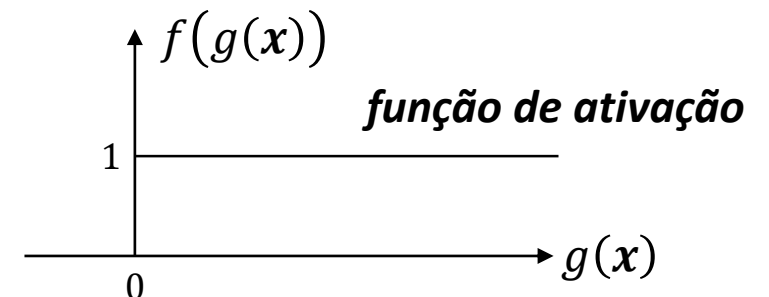 f(g(x))
função de ativação
1
g(x)
0